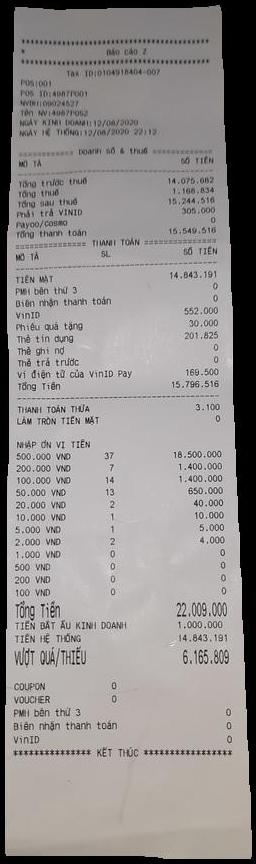 ****************************************
* Báo cáo Z
****************************************
Tax ID:0104918404-007
POS:001
POS ID:4987P001
NVBH:09024527
Tên NV:4987POS2
NGÀY KINH DOANH:12/08/2020
NGÀY HỆ THỐNG:12/08/2020 22:12
============ Doanh số & thuế ============
MÔ TẢ SỐ TIỀN
Tổng trước thuế 14.075.682
Tổng thuế 1.168.834
Tổng sau thuế 15.244.516
Phải trả VINID 305.000
Payoo/Cosmo 0
Tổng thanh toán 15.549.516
============ THANH TOÁN ============
MÔ TẢ SL SỐ TIỀN
TIỀN MẶT 14.843.191
PMH bên thứ 3 0
Biên nhận thanh toán 0
VinID 552.000
Phiếu quà tặng 30.000
Thẻ tín dụng 201.825
Thẻ ghi nợ 0
Thẻ trả trước 0
Ví điện tử của VinID Pay 169.500
Tổng Tiền 15.796.516
THANH TOÁN THỪA 3.100
LÀM TRÒN TIỀN MẶT 0
NHẬP ƠN VỊ TIỀN
500.000 VND 37 18.500.000
200.000 VND 7 1.400.000
100.000 VND 14 1.400.000
50.000 VND 13 650.000
20.000 VND 2 40.000
10.000 VND 1 10.000
5.000 VND 1 5.000
2.000 VND 2 4.000
1.000 VND 0 0
500 VND 0 0
200 VND 0 0
100 VND 0 0
Tổng Tiền 22.009.000
TIỀN BẮT ẦU KINH DOANH 1.000.000
TIỀN HỆ THỐNG 14.843.191
VƯỢT QUÁ/THIẾU 6.165.809
COUPON 0
VOUCHER 0
PMH bên thứ 3 0
Biên nhận thanh toán 0
VinID 0
*************** KẾT THÚC *****************